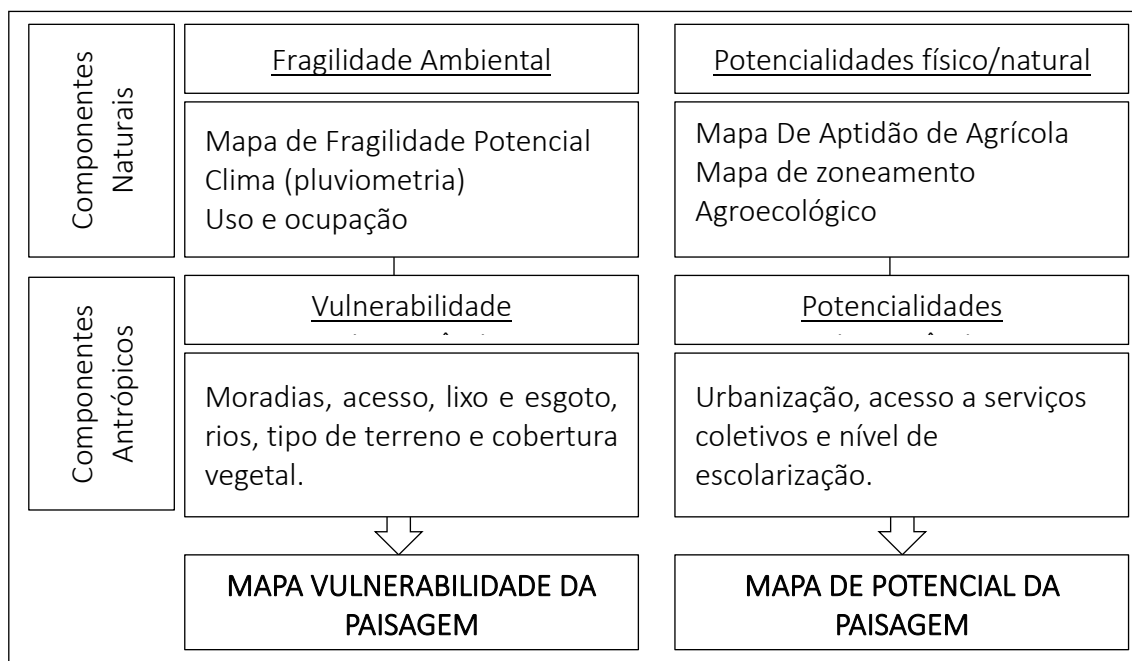 Componentes
Naturais
Fragilidade Ambiental
Potencialidades físico/natural
Mapa de Fragilidade Potencial
Clima (pluviometria)
Uso e ocupação
Mapa De Aptidão de Agrícola
Mapa de zoneamento
Agroecológico
Componentes
Antrópicos
Vulnerabilidade
Potencialidades
Moradias, acesso, lixo e esgoto,
rios, tipo de terreno e cobertura
vegetal.
Urbanização, acesso a serviços
coletivos e nível de
escolarização.
MAPA VULNERABILIDADE DA
PAISAGEM
MAPA DE POTENCIAL DA
PAISAGEM